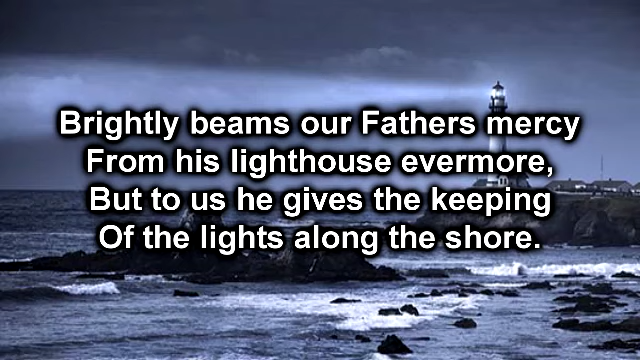 Brightly beams our Fathers mercy
From his lighthouse evermore,
But to us he gives the keeping
Of the lights along the shore.